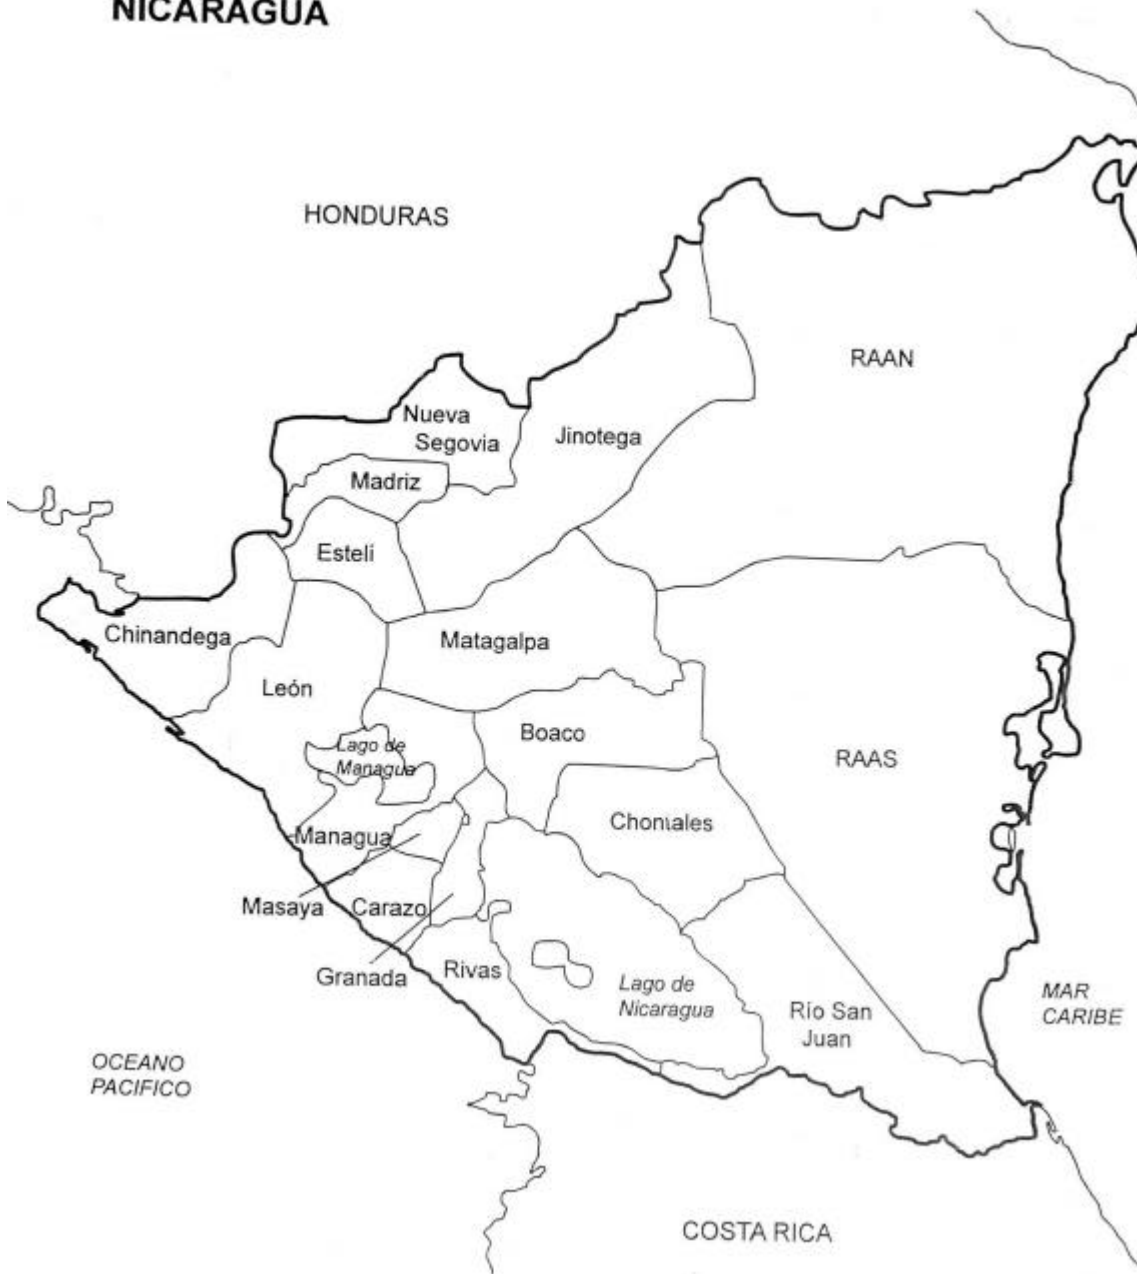 NICARAGUA
HONDURAS
RAAN
Nueva
Segovia
Jinotega
Madriz
Estelí
Chinandega
Matagalpa
León
Boaco
Lago de
Managua
RAAS
Chontales
Managua
Masaya
Carazo
Granada
Rivas
Lago de
Nicaragua
Río San
Juan
MAR
CARIBE
OCEANO
PACIFICO
COSTA RICA